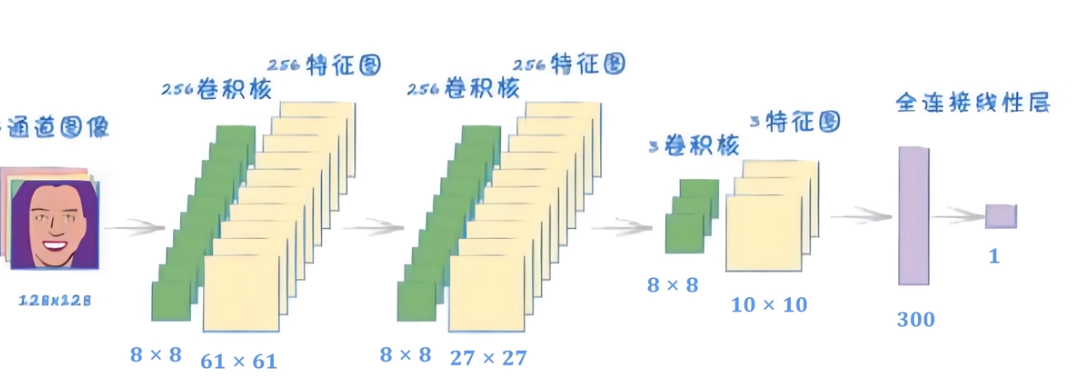 通道图像
128x128
256卷积核
256特征图
8 × 8
61 × 61
256卷积核
256特征图
8 × 8
27 × 27
3卷积核
3特征图
8 × 8
10 × 10
全连接线性层
300
1